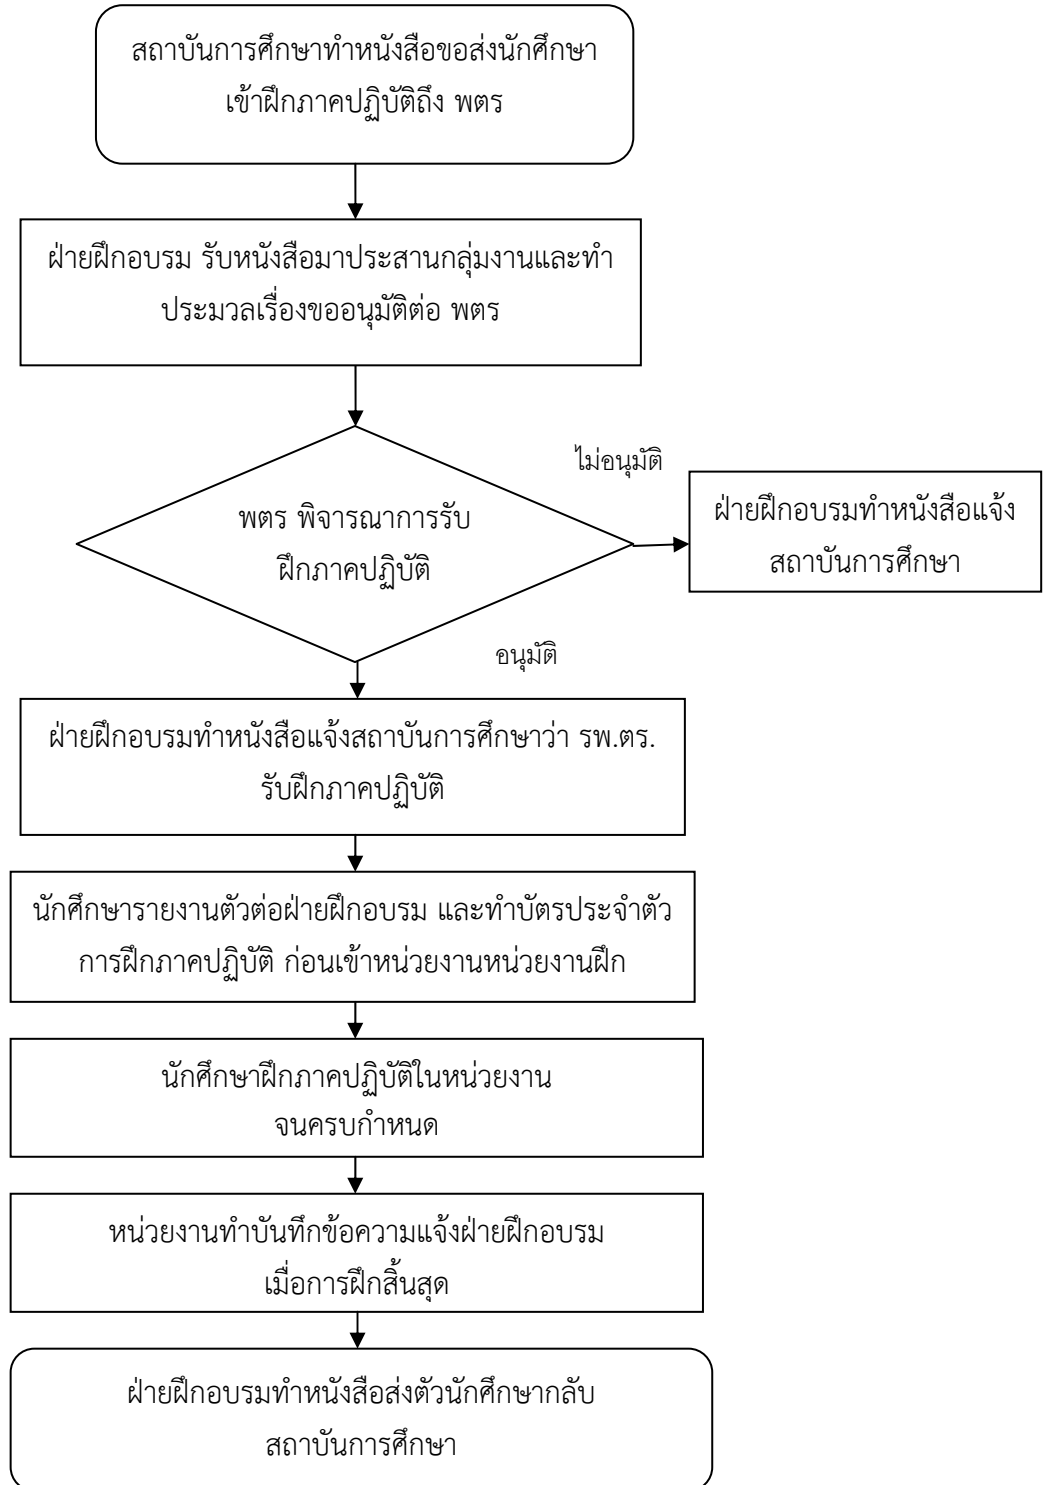 สถาบันการศึกษาทำหนังสือขอส่งนักศึกษา
เข้าฝึกภาคปฏิบัติถึง พตร
ฝ่ายฝึกอบรม รับหนังสือมาประสานกลุ่มงานและทำ
ประมวลเรื่องขออนุมัติต่อ พตร
ไม่อนุมัติ
พตร พิจารณาการรับ
ฝึกภาคปฏิบัติ
ฝ่ายฝึกอบรมทำหนังสือแจ้ง
สถาบันการศึกษา
อนุมัติ
ฝ่ายฝึกอบรมทำหนังสือแจ้งสถาบันการศึกษาว่า รพ.ตร.
รับฝึกภาคปฏิบัติ
นักศึกษารายงานตัวต่อฝ่ายฝึกอบรม และทำบัตรประจำตัว
การฝึกภาคปฏิบัติ ก่อนเข้าหน่วยงานหน่วยงานฝึก
นักศึกษาฝึกภาคปฏิบัติในหน่วยงาน
จนครบกำหนด
หน่วยงานทำบันทึกข้อความแจ้งฝ่ายฝึกอบรม
เมื่อการฝึกสิ้นสุด
ฝ่ายฝึกอบรมทำหนังสือส่งตัวนักศึกษากลับ
สถาบันการศึกษา